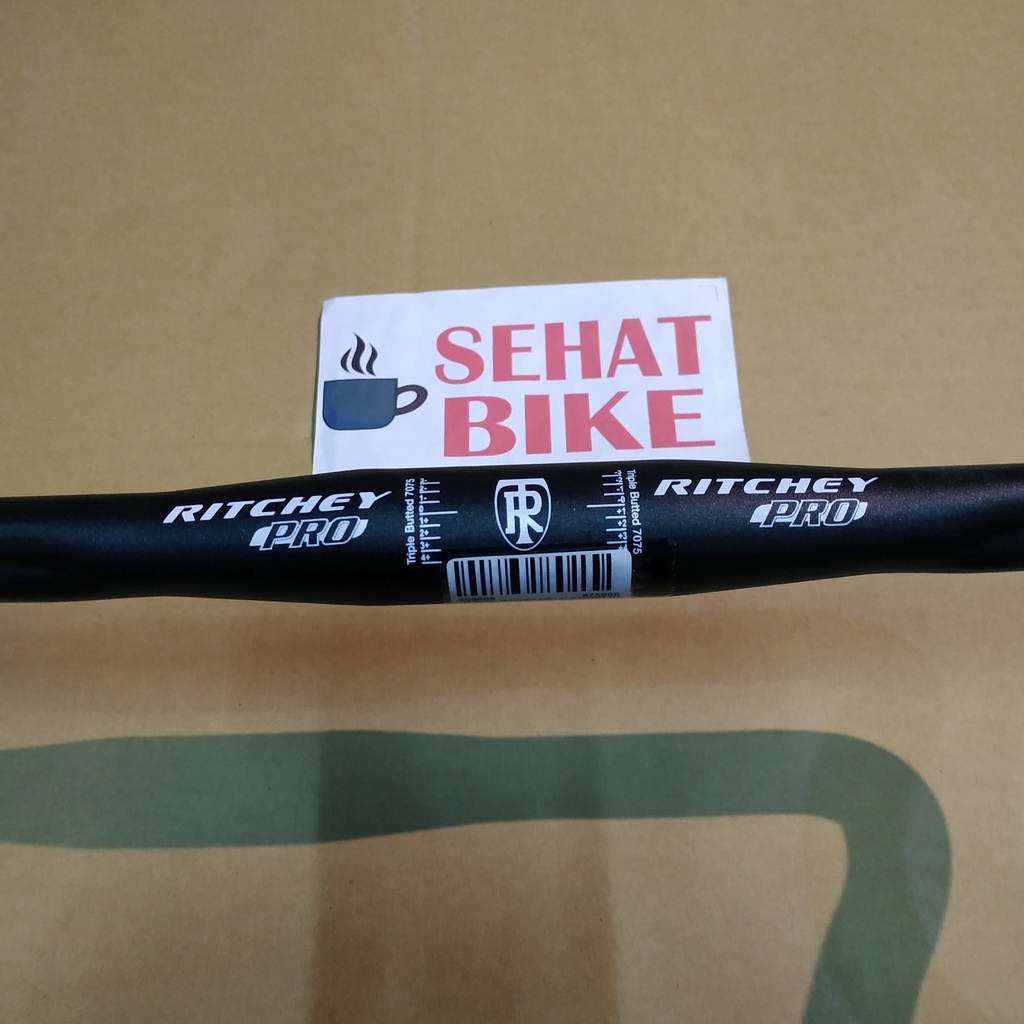 SEHAT
BIKE
RITCHEY
PRO
Triple Butted 7075
Triple Butted 7075
RITCHEY
PRO